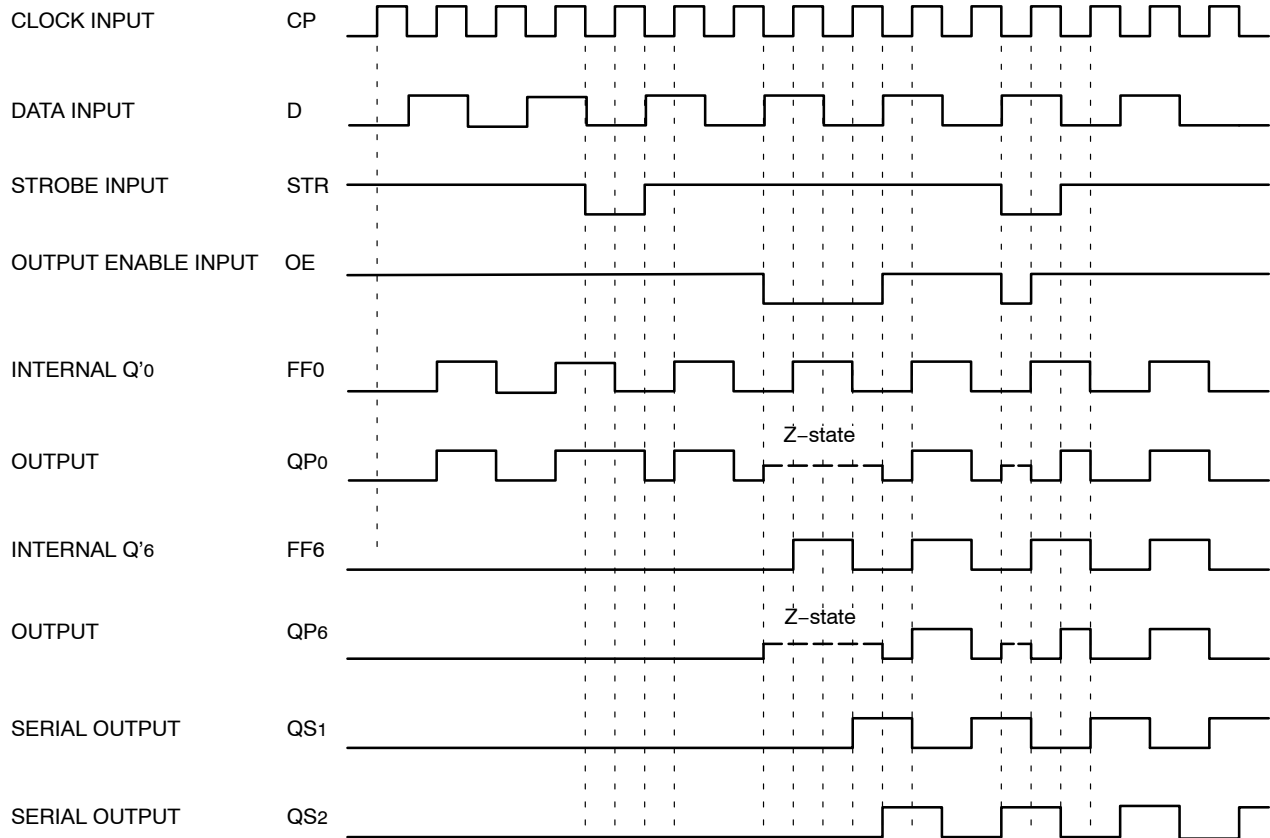 CLOCK INPUT CP
DATA INPUT D
STROBE INPUT STR
OUTPUT ENABLE INPUT OE
INTERNAL Q'0 FF0
Z−state
OUTPUT QP0
INTERNAL Q'6 FF6
Z−state
OUTPUT QP6
SERIAL OUTPUT QS1
SERIAL OUTPUT QS2